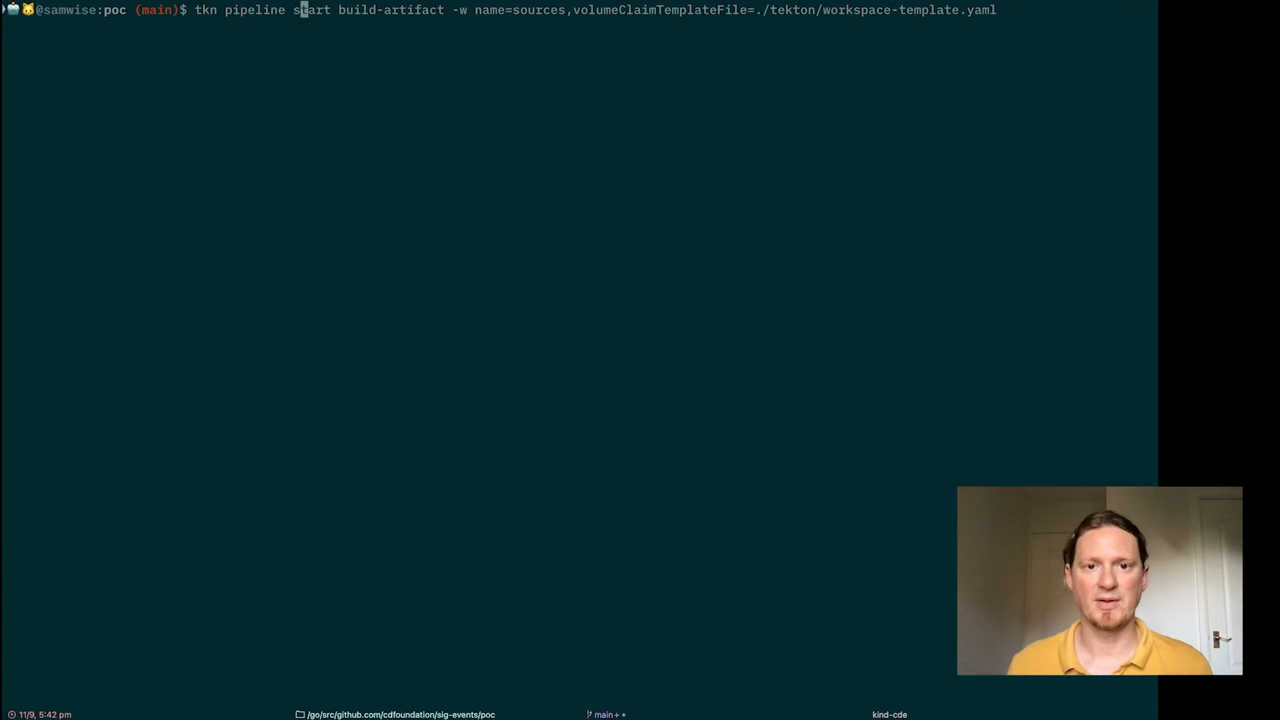 @samwise:poc (main)$ tkn pipeline start build-artifact -w name=sources,volumeClaimTemplateFile=./tekton/workspace-template.yaml
11/9, 5:42 pm /go/src/github.com/cdfoundation/sig-events/poc main+• kind-cde